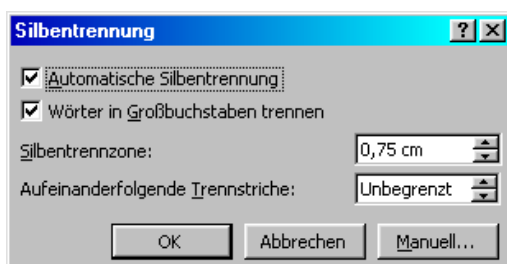 Silbentrennung
Automatische Silbentrennung
Wörter in Großbuchstaben trennen
Silbentrennzone: 0,75 cm
Aufeinanderfolgende Trennstriche: Unbegrenzt
OK Abbrechen Manuell...